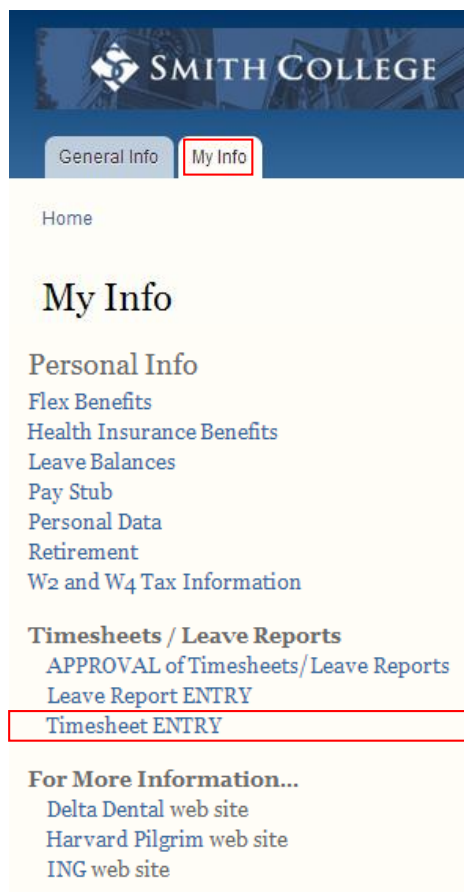 SMITH COLLEGE
General Info My Info
Home
My Info
Personal Info
Flex Benefits
Health Insurance Benefits
Leave Balances
Pay Stub
Personal Data
Retirement
W2 and W4 Tax Information
Timesheets / Leave Reports
APPROVAL of Timesheets/Leave Reports
Leave Report ENTRY
Timesheet ENTRY
For More Information...
Delta Dental web site
Harvard Pilgrim web site
ING web site